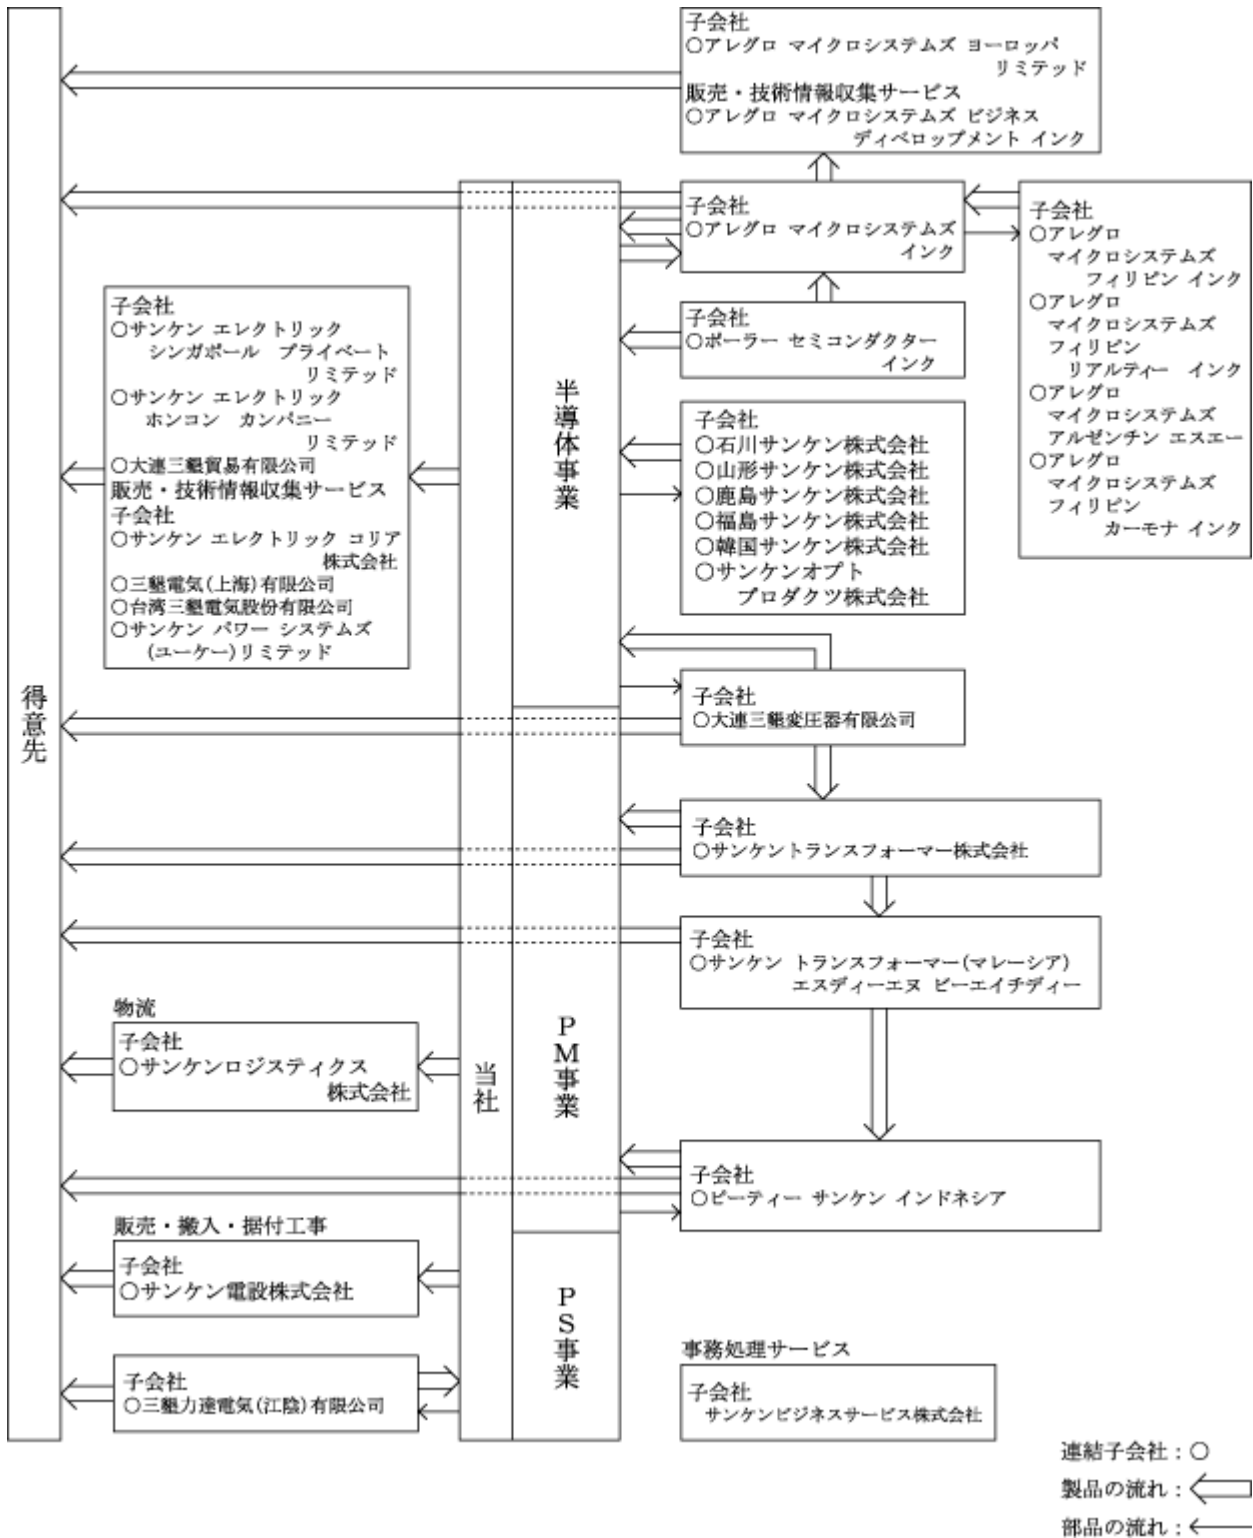 子会社
○アレグロ マイクロシステムズ ヨーロッパ
リミテッド
販売・技術情報収集サービス
○アレグロ マイクロシステムズ ビジネス
ディベロップメント インク
子会社
○アレグロ マイクロシステムズ
インク
子会社
○アレグロ
マイクロシステムズ
フィリピン インク
○アレグロ
マイクロシステムズ
フィリピン
リアルティー インク
○アレグロ
マイクロシステムズ
アルゼンチン エスエー
○アレグロ
マイクロシステムズ
フィリピン
カーモナ インク
子会社
○ポーラー セミコンダクター
インク
子会社
○サンケン エレクトリック
シンガポール プライベート
リミテッド
○サンケン エレクトリック
ホンコン カンパニー
リミテッド
○大連三墾貿易有限公司
販売・技術情報収集サービス
子会社
○サンケン エレクトリック コリア
株式会社
○三墾電気(上海)有限公司
○台湾三墾電気股份有限公司
○サンケン パワー システムズ
(ユーケー)リミテッド
半導体事業
子会社
○石川サンケン株式会社
○山形サンケン株式会社
○鹿島サンケン株式会社
○福島サンケン株式会社
○韓国サンケン株式会社
○サンケンオプト
プロダクツ株式会社
得意先
子会社
○大連三墾変圧器有限公司
子会社
○サンケントランスフォーマー株式会社
子会社
○サンケン トランスフォーマー(マレーシア)
エスディーエヌ ビーエイチディー
物流
子会社
○サンケンロジスティクス
株式会社
当社
PM事業
子会社
○ピーティー サンケン インドネシア
販売・搬入・据付工事
子会社
○サンケン電設株式会社
PS事業
子会社
○三墾力達電気(江陰)有限公司
事務処理サービス
子会社
サンケンビジネスサービス株式会社
連結子会社：○
製品の流れ：
部品の流れ：